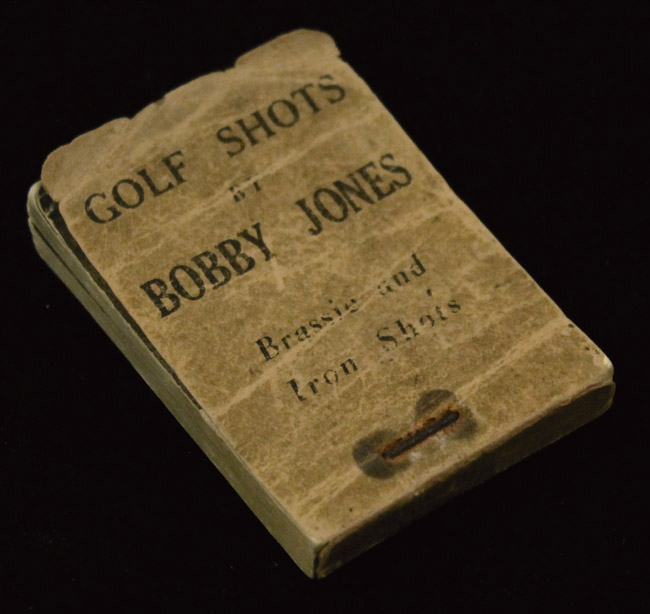 GOLF SHOTS
BY
BOBBY JONES
Brassie and
Iron Shots